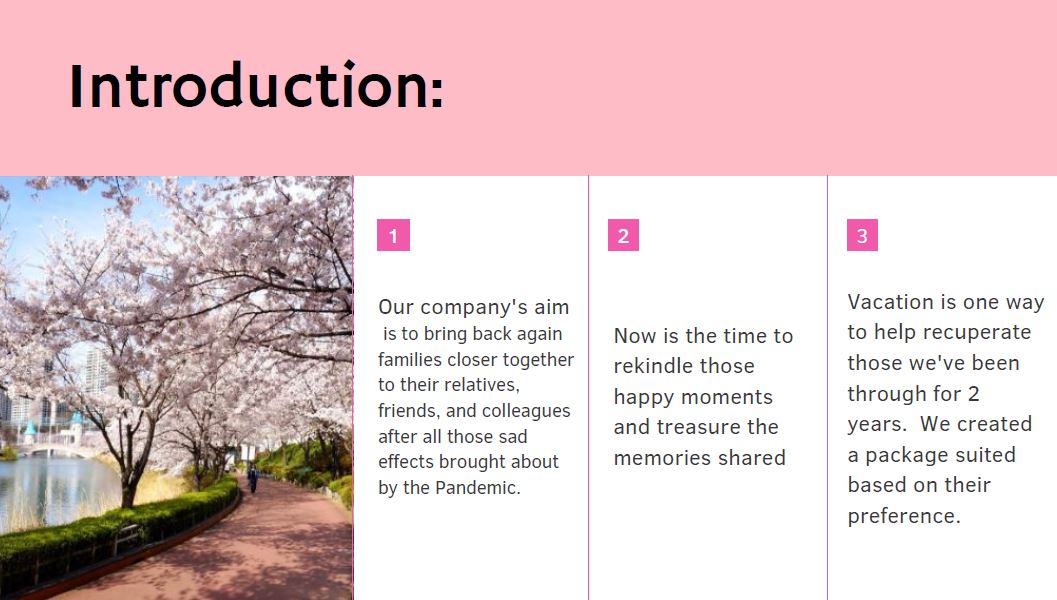 Introduction:
1
Our company's aim
is to bring back again
families closer together
to their relatives,
friends, and colleagues
after all those sad
effects brought about
by the Pandemic.
2
Now is the time to
rekindle those
happy moments
and treasure the
memories shared
3
Vacation is one way
to help recuperate
those we've been
through for 2
years.  We created
a package suited
based on their
preference.